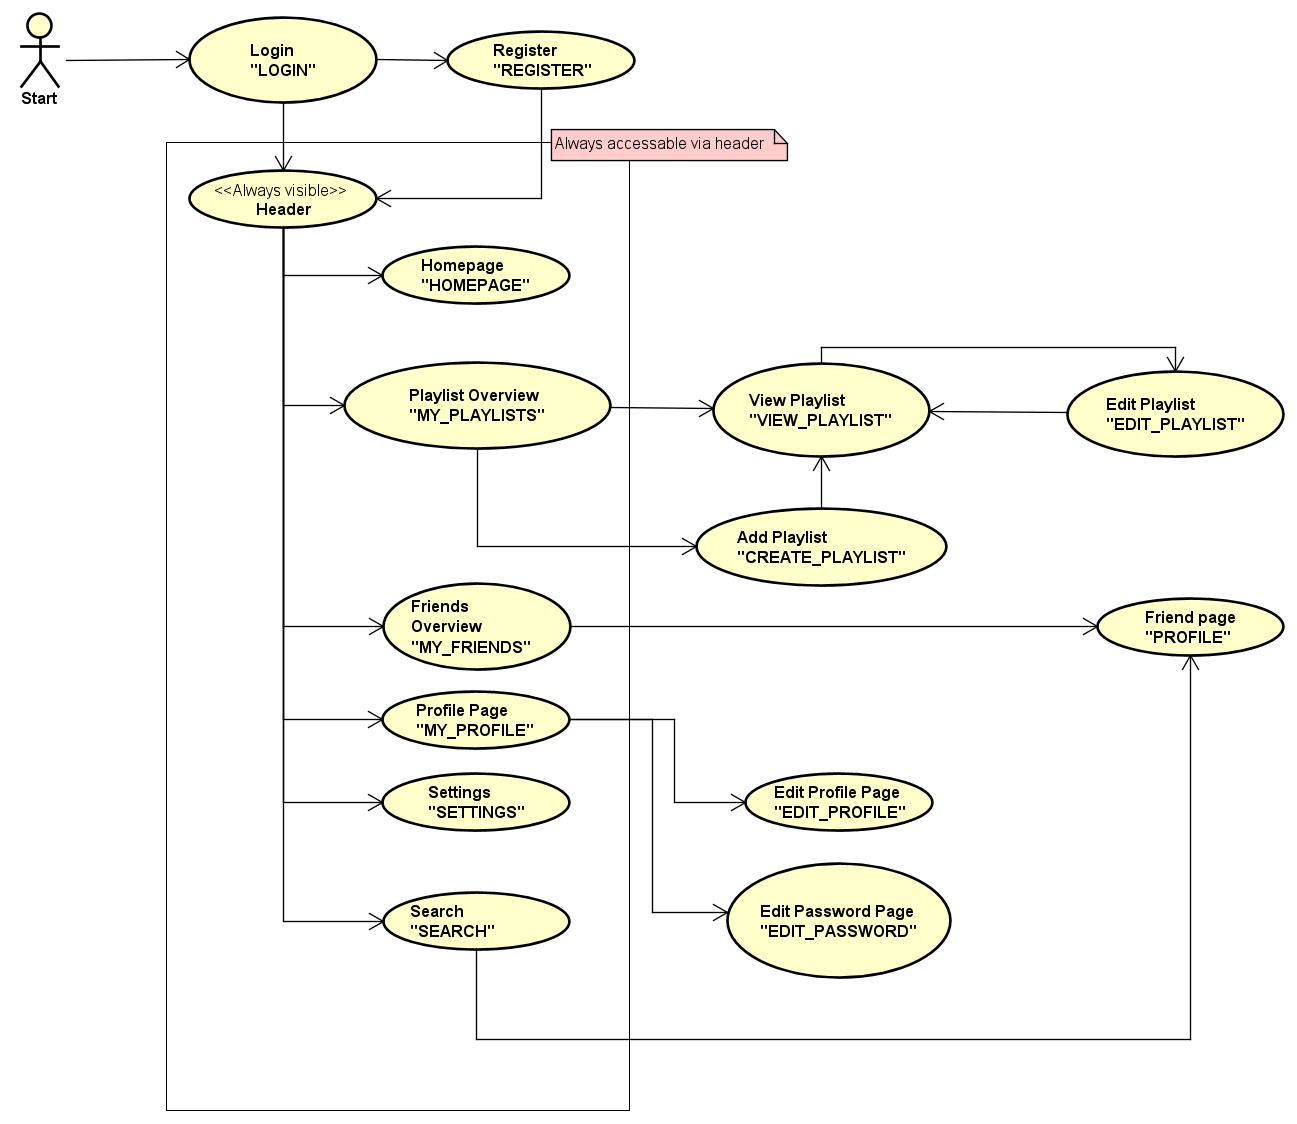 Start
Login
"LOGIN"
Register
"REGISTER"
Always accessable via header
<<Always visible>>
Header
Homepage
"HOMEPAGE"
Playlist Overview
"MY_PLAYLISTS"
View Playlist
"VIEW_PLAYLIST"
Edit Playlist
"EDIT_PLAYLIST"
Add Playlist
"CREATE_PLAYLIST"
Friends
Overview
"MY_FRIENDS"
Friend page
"PROFILE"
Profile Page
"MY_PROFILE"
Settings
"SETTINGS"
Edit Profile Page
"EDIT_PROFILE"
Search
"SEARCH"
Edit Password Page
"EDIT_PASSWORD"